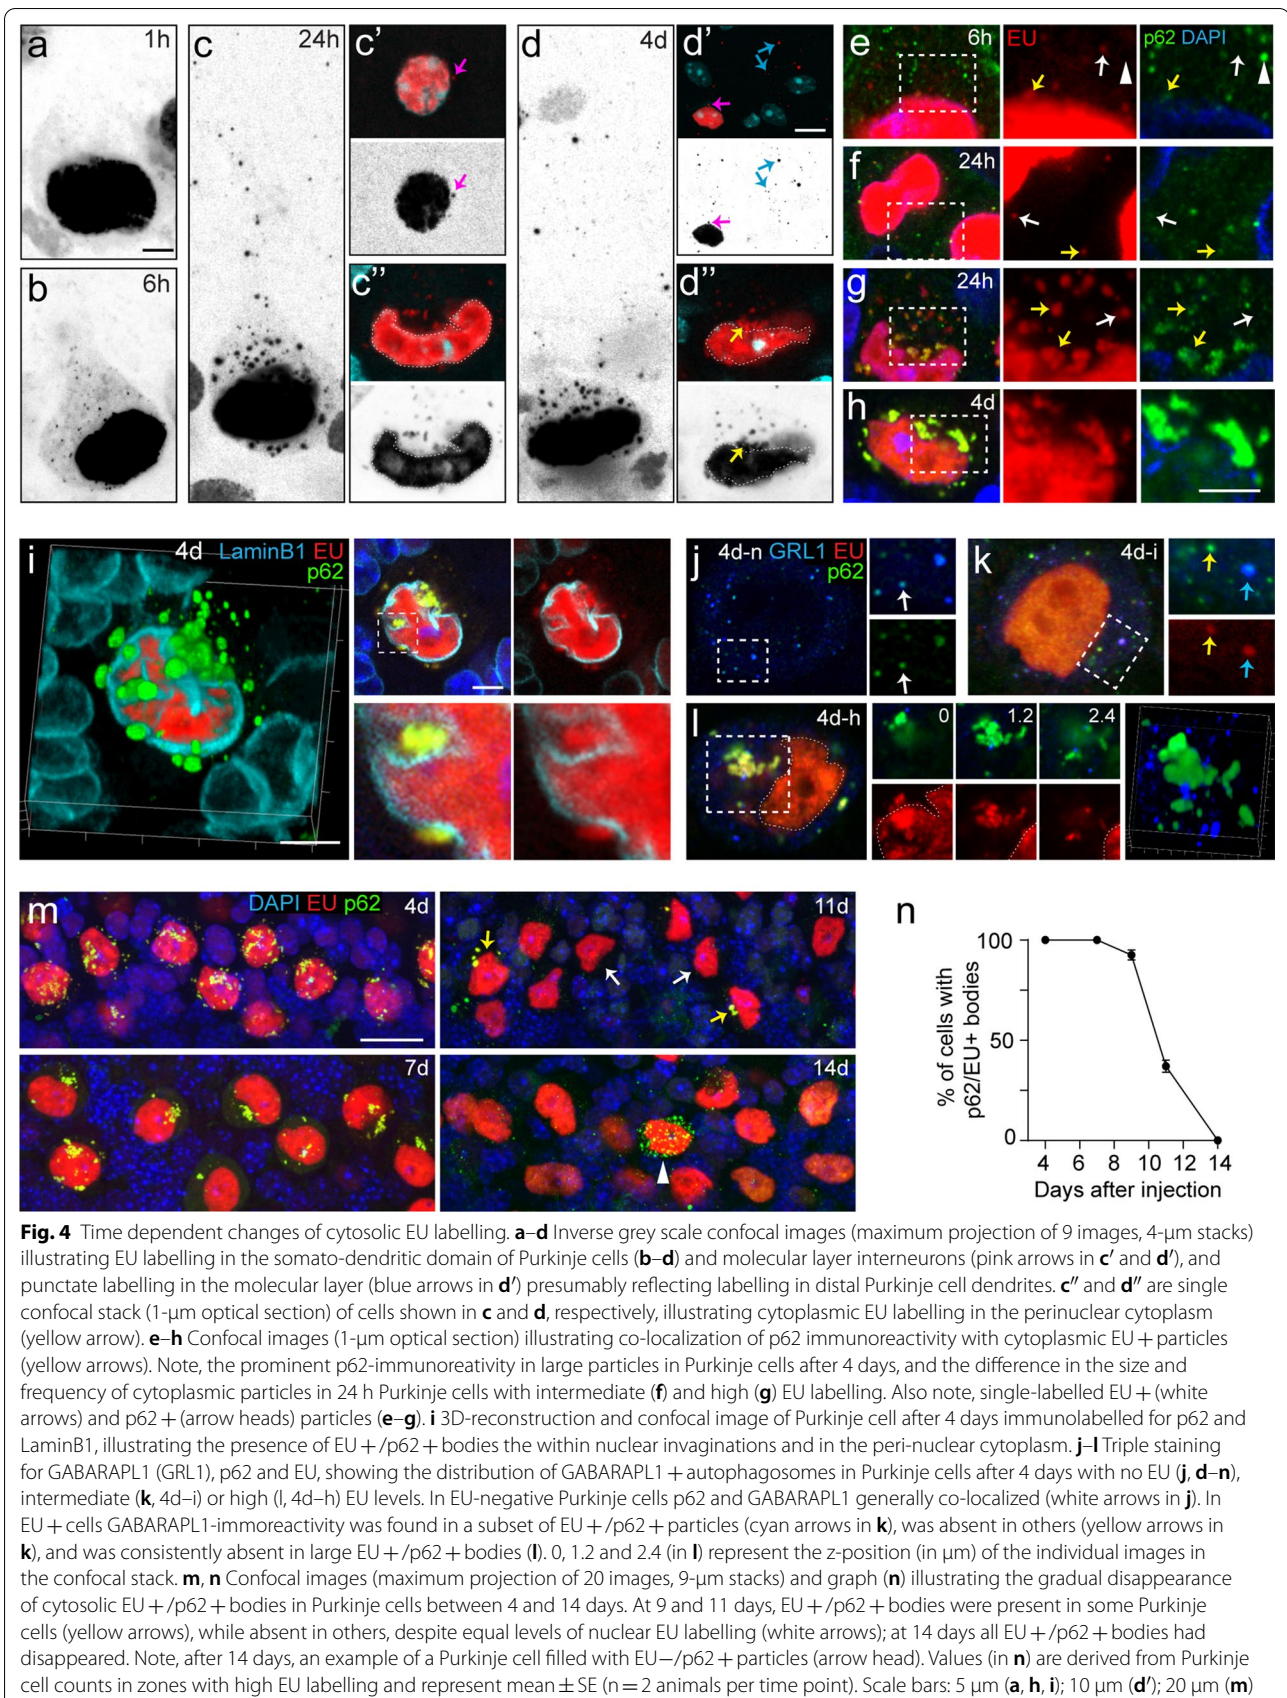 a 1h
c 24h
c'
d 4d
d'
e 6h
EU
p62 DAPI
f 24h
b 6h
c''
d''
g 24h
h 4d
i 4d LaminB1 EU
p62
j 4d-n GRL1 EU
p62
k 4d-i
l 4d-h
0
1.2
2.4
m DAPI EU p62 4d
11d
7d
14d
n
% of cells with
p62/EU+ bodies
100
50
0
4 6 8 10 12 14
Days after injection
Fig. 4 Time dependent changes of cytosolic EU labelling. a–d Inverse grey scale confocal images (maximum projection of 9 images, 4-µm stacks)
illustrating EU labelling in the somato-dendritic domain of Purkinje cells (b–d) and molecular layer interneurons (pink arrows in c′ and d′), and
punctate labelling in the molecular layer (blue arrows in d′) presumably reflecting labelling in distal Purkinje cell dendrites. c″ and d″ are single
confocal stack (1-µm optical section) of cells shown in c and d, respectively, illustrating cytoplasmic EU labelling in the perinuclear cytoplasm
(yellow arrow). e–h Confocal images (1-µm optical section) illustrating co-localization of p62 immunoreactivity with cytoplasmic EU + particles
(yellow arrows). Note, the prominent p62-immunoreativity in large particles in Purkinje cells after 4 days, and the difference in the size and
frequency of cytoplasmic particles in 24 h Purkinje cells with intermediate (f) and high (g) EU labelling. Also note, single-labelled EU + (white
arrows) and p62 + (arrow heads) particles (e–g). i 3D-reconstruction and confocal image of Purkinje cell after 4 days immunolabelled for p62 and
LaminB1, illustrating the presence of EU +/p62 + bodies the within nuclear invaginations and in the peri-nuclear cytoplasm. j–l Triple staining
for GABARAPL1 (GRL1), p62 and EU, showing the distribution of GABARAPL1 + autophagosomes in Purkinje cells after 4 days with no EU (j, d–n),
intermediate (k, 4d–i) or high (l, 4d–h) EU levels. In EU-negative Purkinje cells p62 and GABARAPL1 generally co-localized (white arrows in j). In
EU + cells GABARAPL1-immoreactivity was found in a subset of EU +/p62 + particles (cyan arrows in k), was absent in others (yellow arrows in
k), and was consistently absent in large EU +/p62 + bodies (l). 0, 1.2 and 2.4 (in l) represent the z-position (in µm) of the individual images in
the confocal stack. m, n Confocal images (maximum projection of 20 images, 9-µm stacks) and graph (n) illustrating the gradual disappearance
of cytosolic EU +/p62 + bodies in Purkinje cells between 4 and 14 days. At 9 and 11 days, EU +/p62 + bodies were present in some Purkinje
cells (yellow arrows), while absent in others, despite equal levels of nuclear EU labelling (white arrows); at 14 days all EU +/p62 + bodies had
disappeared. Note, after 14 days, an example of a Purkinje cell filled with EU−/p62 + particles (arrow head). Values (in n) are derived from Purkinje
cell counts in zones with high EU labelling and represent mean ± SE (n = 2 animals per time point). Scale bars: 5 µm (a, h, i); 10 µm (d′); 20 µm (m)